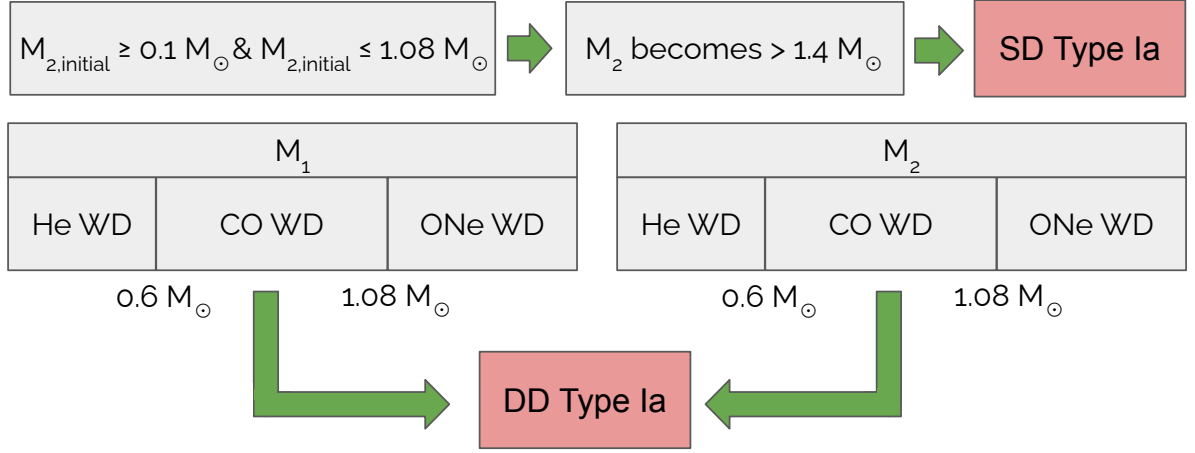 M₂,initial ≥ 0.1 M☉ & M₂,initial ≤ 1.08 M☉
M₂ becomes > 1.4 M☉
SD Type Ia
M₁
He WD
CO WD
ONe WD
0.6 M☉
1.08 M☉
M₂
He WD
CO WD
ONe WD
0.6 M☉
1.08 M☉
DD Type Ia